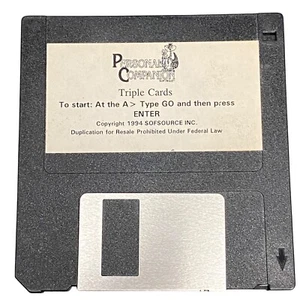 PERSONAL
COMPANION
Triple Cards
To start: At the A> Type GO and then press
ENTER
Copyright 1994 SOFSOURCE INC.
Duplication for Resale Prohibited Under Federal Law